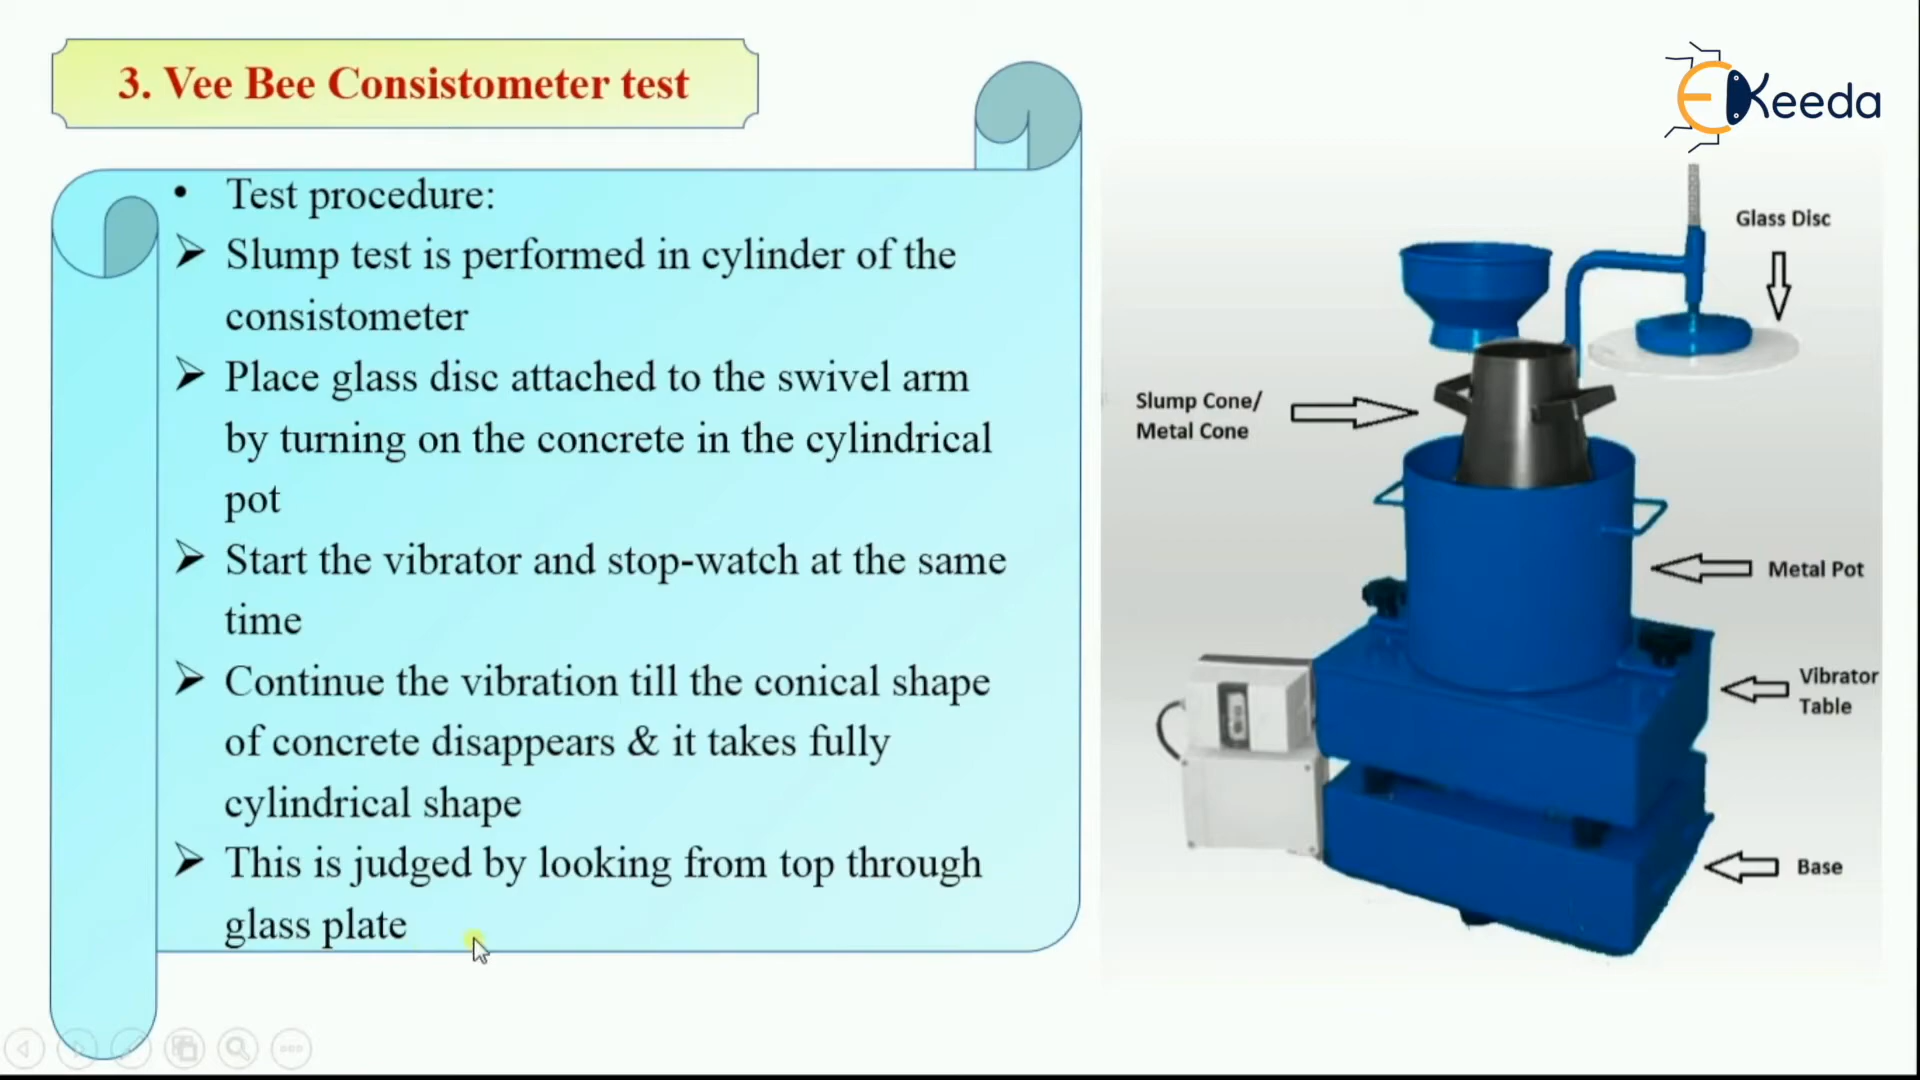 3. Vee Bee Consistometer test
EKeeda
• Test procedure:
➤ Slump test is performed in cylinder of the
consistometer
➤ Place glass disc attached to the swivel arm
by turning on the concrete in the cylindrical
pot
➤ Start the vibrator and stop-watch at the same
time
➤ Continue the vibration till the conical shape
of concrete disappears & it takes fully
cylindrical shape
➤ This is judged by looking from top through
glass plate
Glass Disc
Slump Cone/
Metal Cone
Metal Pot
Vibrator
Table
Base